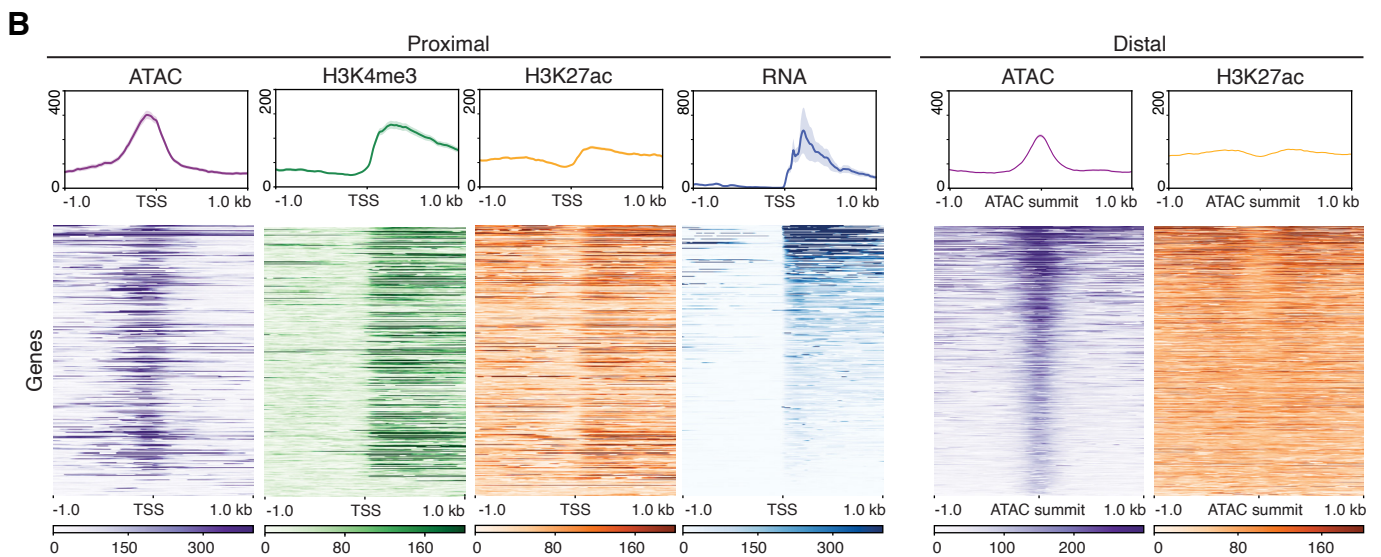 B
Proximal
Distal
ATAC
H3K4me3
H3K27ac
RNA
ATAC
H3K27ac
400
0
200
0
200
0
800
0
400
0
200
0
-1.0 TSS 1.0 kb
-1.0 TSS 1.0 kb
-1.0 TSS 1.0 kb
-1.0 TSS 1.0 kb
-1.0 ATAC summit 1.0 kb
-1.0 ATAC summit 1.0 kb
Genes
-1.0 TSS 1.0 kb
-1.0 TSS 1.0 kb
-1.0 TSS 1.0 kb
-1.0 TSS 1.0 kb
-1.0 ATAC summit 1.0 kb
-1.0 ATAC summit 1.0 kb
0 150 300
0 80 160
0 80 160
0 150 300
0 100 200
0 80 160